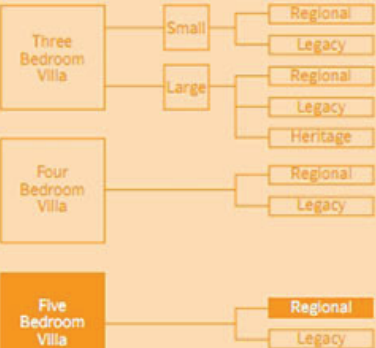 Three
Bedroom
Villa
Small
Regional
Legacy
Large
Regional
Legacy
Heritage
Four
Bedroom
Villa
Regional
Legacy
Five
Bedroom
Villa
Regional
Legacy